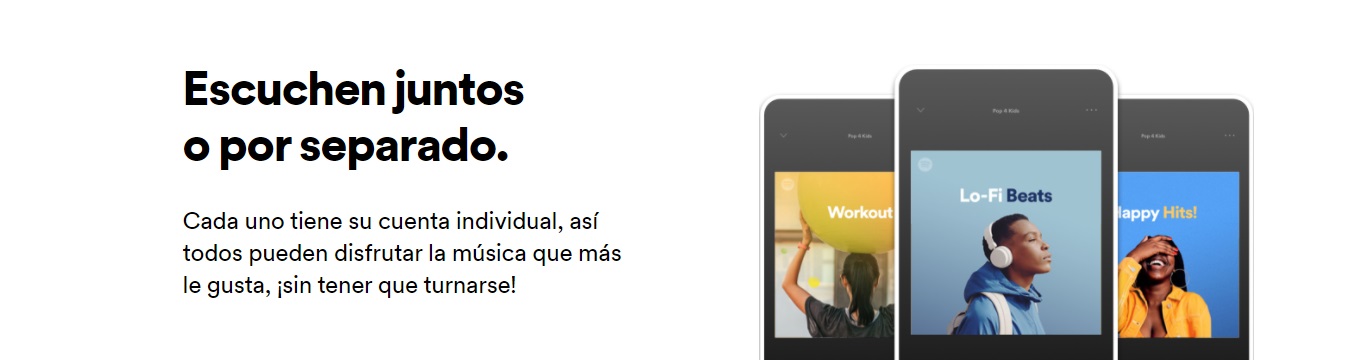 Escuchen juntos
o por separado.
Cada uno tiene su cuenta individual, así
todos pueden disfrutar la música que más
le gusta, ¡sin tener que turnarse!
Pop 4 Kids
Pop 4 Kids
Pop 4 Kids
Workout
Lo-Fi Beats
Happy Hits!